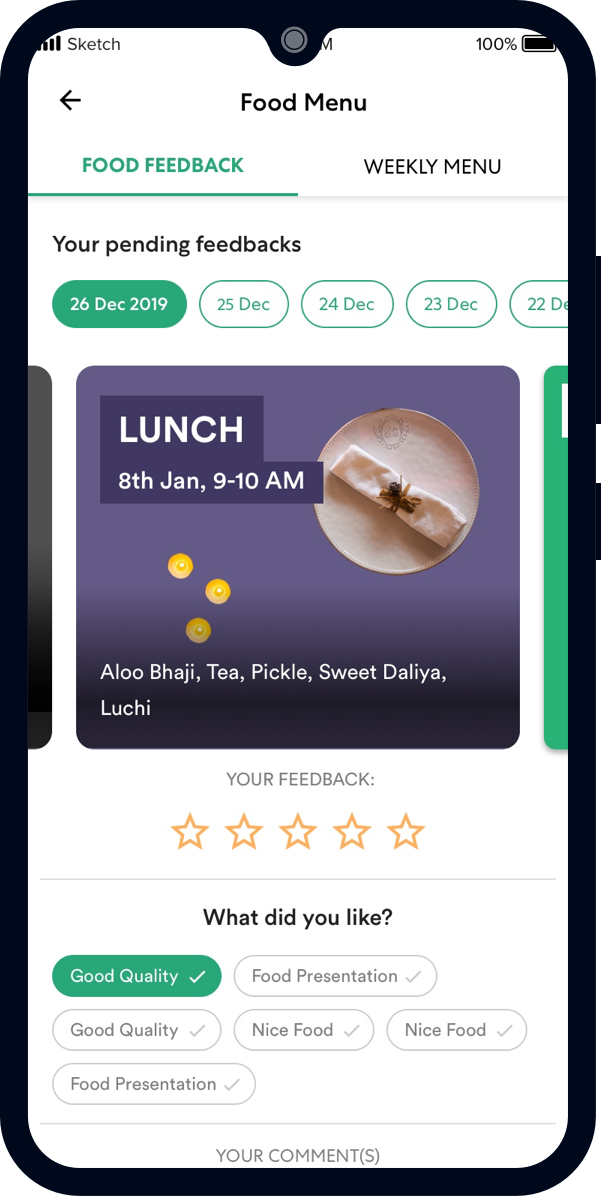 Sketch M 100%
Food Menu
FOOD FEEDBACK WEEKLY MENU
Your pending feedbacks
26 Dec 2019 25 Dec 24 Dec 23 Dec 22 De
LUNCH
8th Jan, 9-10 AM
Aloo Bhaji, Tea, Pickle, Sweet Daliya,
Luchi
YOUR FEEDBACK:
What did you like?
Good Quality Food Presentation
Good Quality Nice Food Nice Food
Food Presentation
YOUR COMMENT(S)